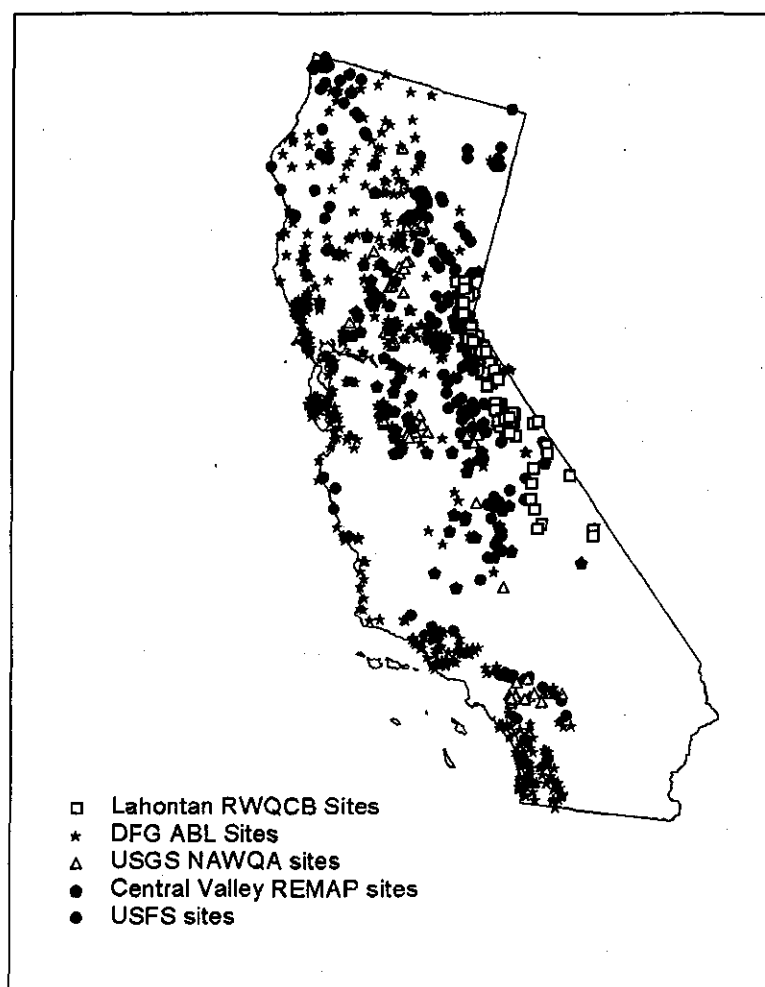 Lahontan RWQCB Sites
DFG ABL Sites
USGS NAWQA sites
Central Valley REMAP sites
USFS sites